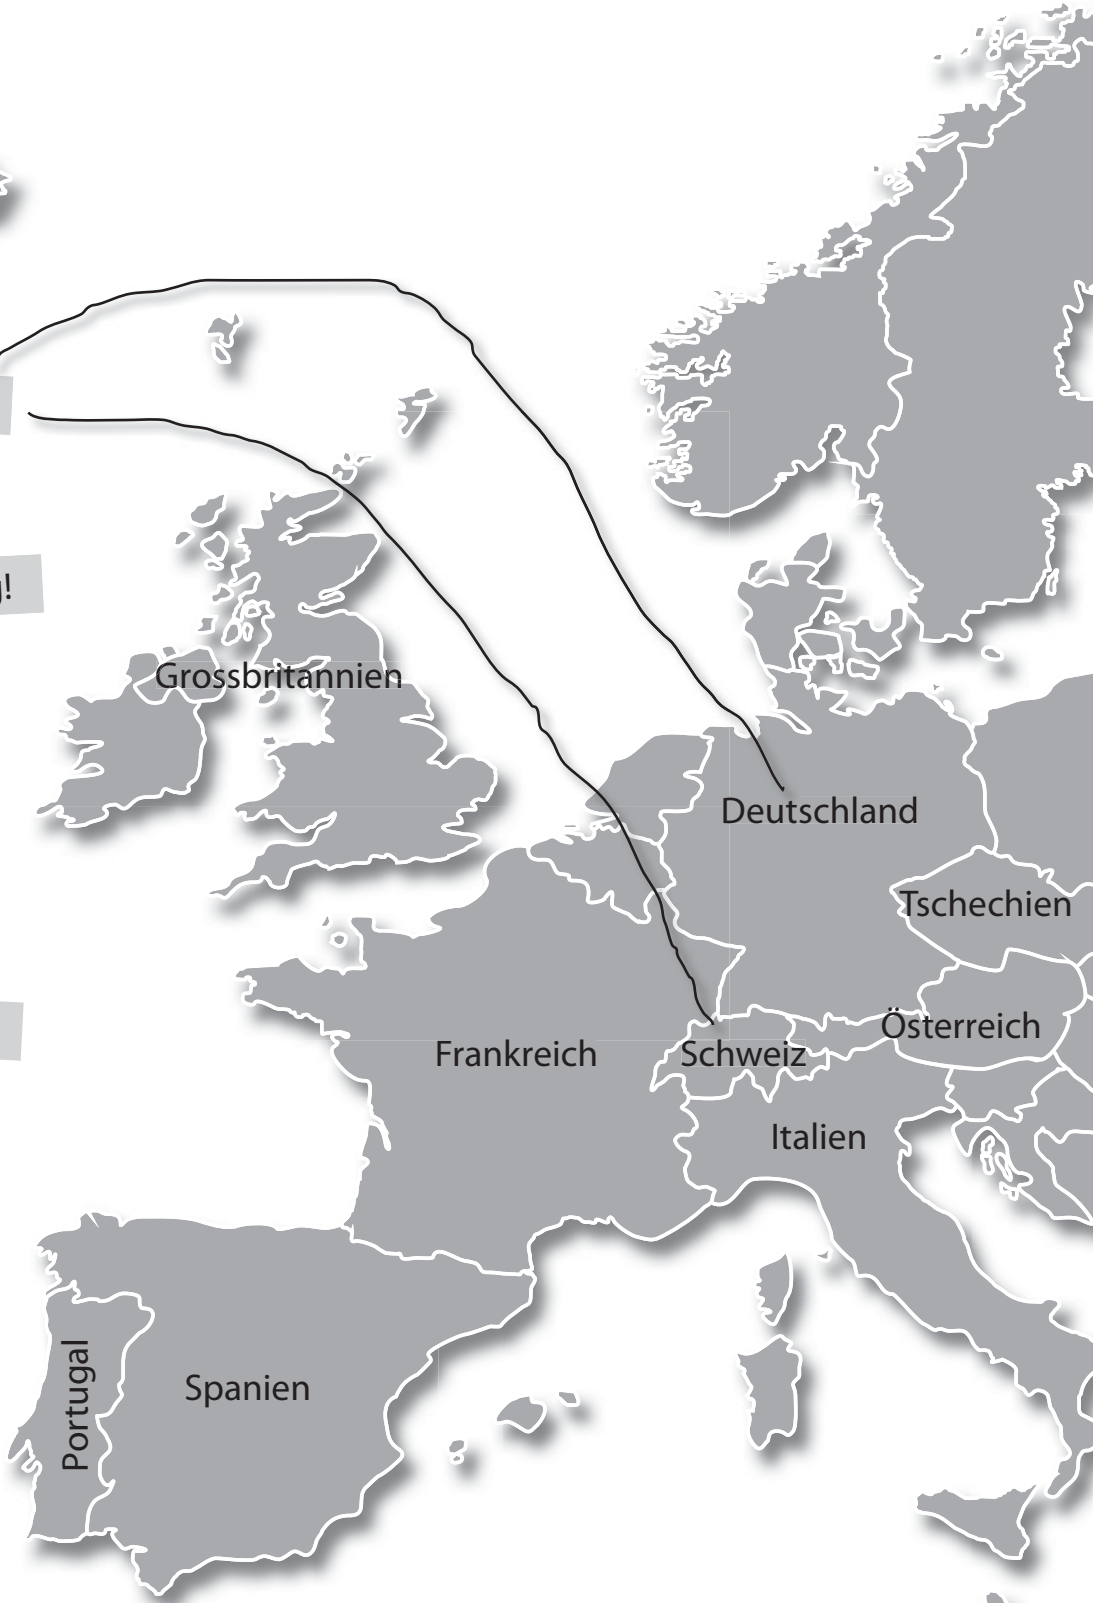 !
Grossbritannien
Deutschland
Tschechien
Österreich
Frankreich
Schweiz
Italien
Portugal
Spanien